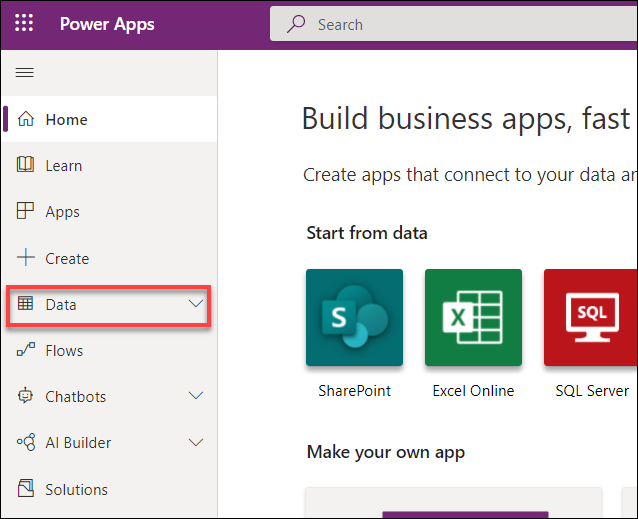 Power Apps
Search
Home
Learn
Apps
Create
Data
Flows
Chatbots
AI Builder
Solutions
Build business apps, fast
Create apps that connect to your data an
Start from data
S
X
SQL
SharePoint
Excel Online
SQL Server
Make your own app